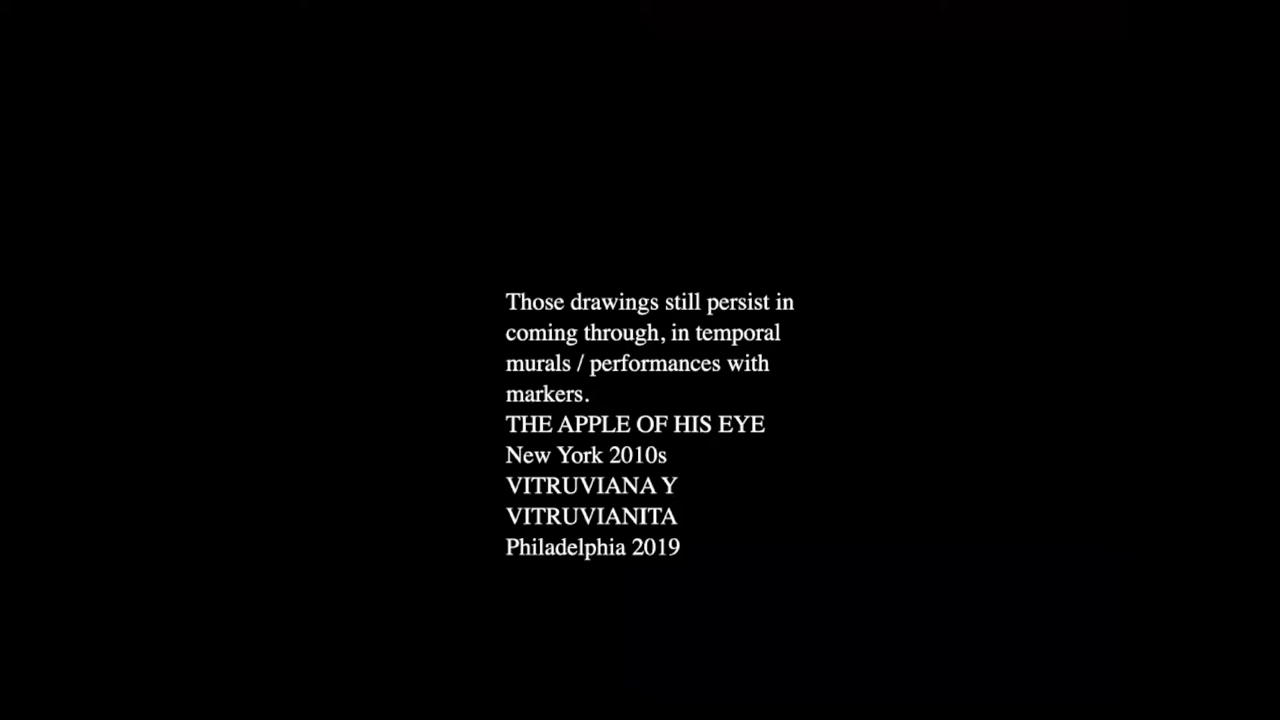 Those drawings still persist in
coming through, in temporal
murals / performances with
markers.
THE APPLE OF HIS EYE
New York 2010s
VITRUVIANA Y
VITRUVIANITA
Philadelphia 2019